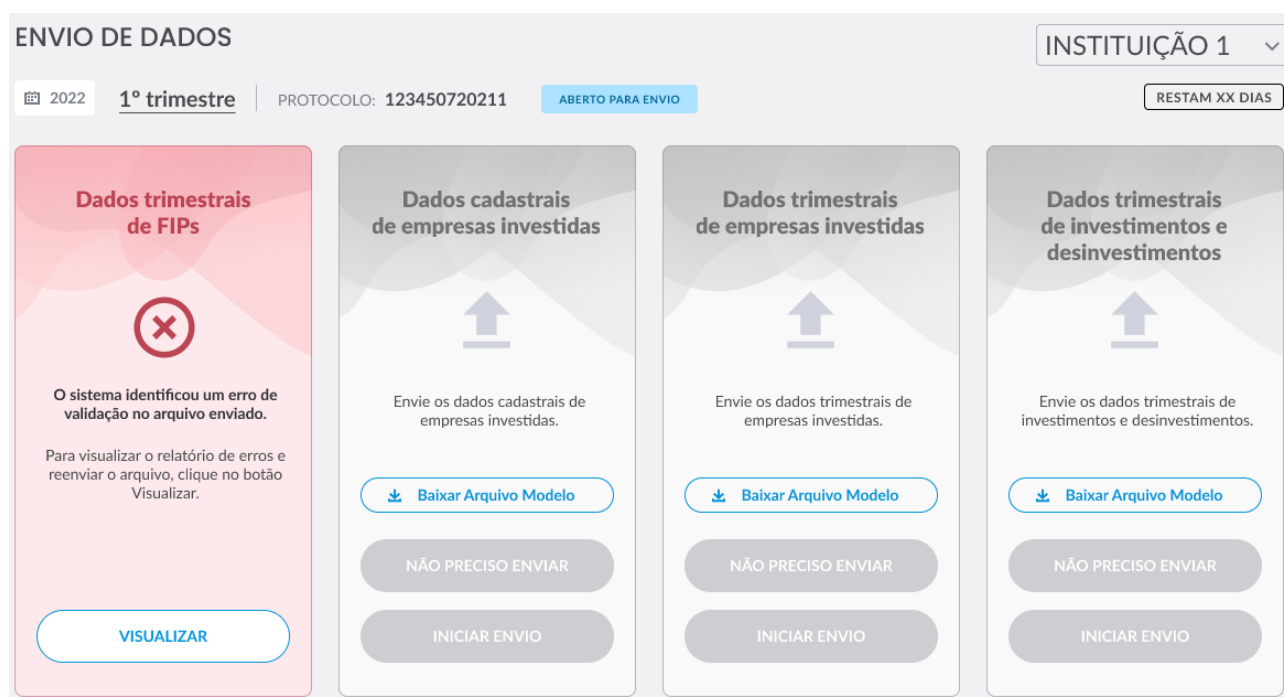 ENVIO DE DADOS
INSTITUIÇÃO 1
2022 1º trimestre PROTOCOLO: 123450720211 ABERTO PARA ENVIO RESTAM XX DIAS
Dados trimestrais
de FIPs
O sistema identificou um erro de
validação no arquivo enviado.
Para visualizar o relatório de erros e
reenviar o arquivo, clique no botão
Visualizar.
VISUALIZAR
Dados cadastrais
de empresas investidas
Envie os dados cadastrais de
empresas investidas.
Baixar Arquivo Modelo
NÃO PRECISO ENVIAR
INICIAR ENVIO
Dados trimestrais
de empresas investidas
Envie os dados trimestrais de
empresas investidas.
Baixar Arquivo Modelo
NÃO PRECISO ENVIAR
INICIAR ENVIO
Dados trimestrais
de investimentos e
desinvestimentos
Envie os dados trimestrais de
investimentos e desinvestimentos.
Baixar Arquivo Modelo
NÃO PRECISO ENVIAR
INICIAR ENVIO